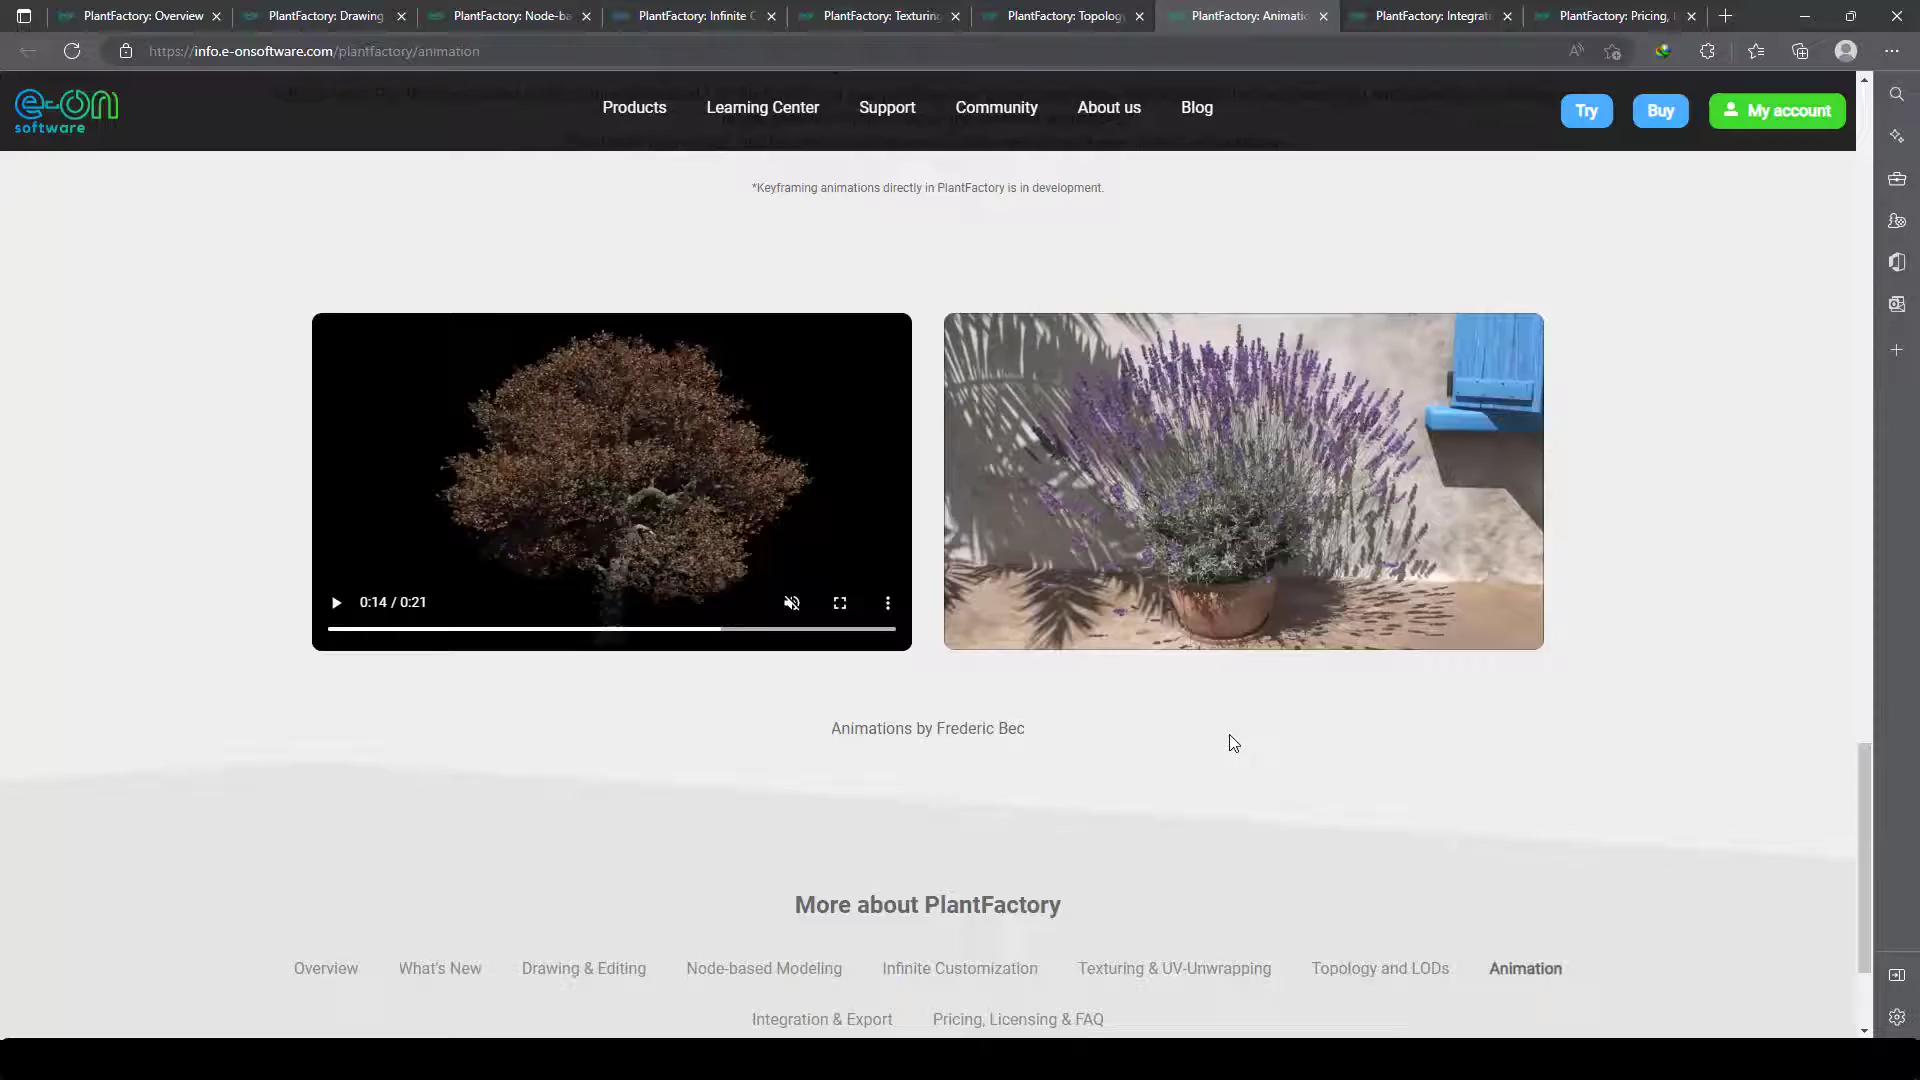 PlantFactory: Overview
PlantFactory: Drawing
PlantFactory: Node-ba
PlantFactory: Infinite C
PlantFactory: Texturing
PlantFactory: Topology
PlantFactory: Animatio
PlantFactory: Integrati
PlantFactory: Pricing,
https://info.e-onsoftware.com/plantfactory/animation
e-on software
Products
Learning Center
Support
Community
About us
Blog
Try
Buy
My account
*Keyframing animations directly in PlantFactory is in development.
0:14 / 0:21
Animations by Frederic Bec
More about PlantFactory
Overview
What's New
Drawing & Editing
Node-based Modeling
Infinite Customization
Texturing & UV-Unwrapping
Topology and LODs
Animation
Integration & Export
Pricing, Licensing & FAQ